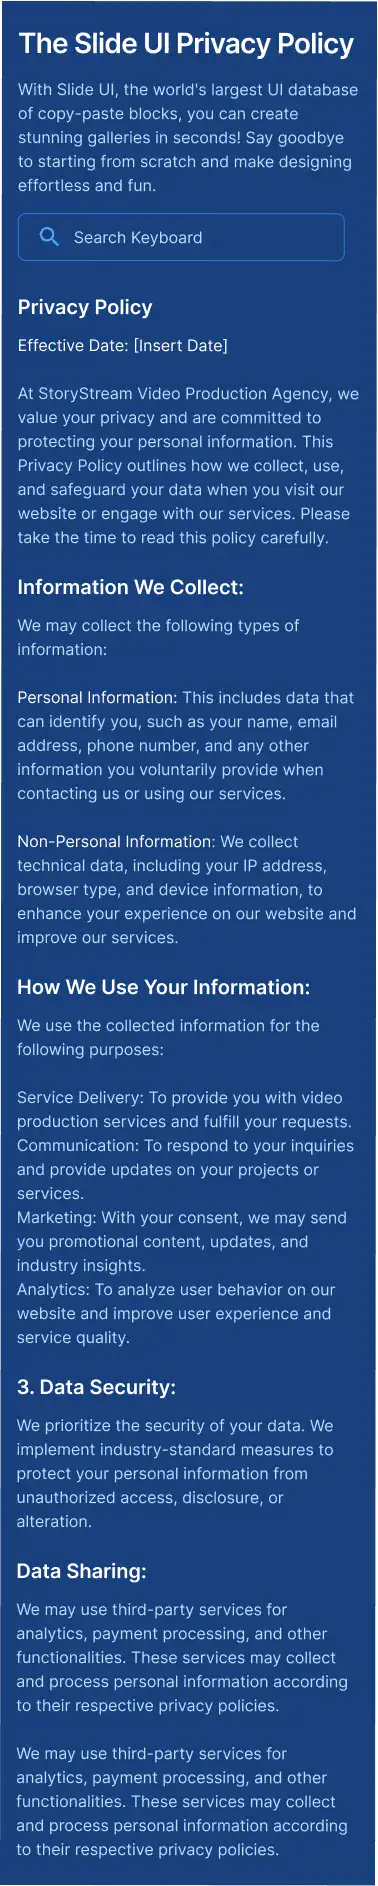 The Slide UI Privacy Policy
With Slide UI, the world's largest UI database
of copy-paste blocks, you can create
stunning galleries in seconds! Say goodbye
to starting from scratch and make designing
effortless and fun.
Search Keyboard
Privacy Policy
Effective Date: [Insert Date]
At StoryStream Video Production Agency, we
value your privacy and are committed to
protecting your personal information. This
Privacy Policy outlines how we collect, use,
and safeguard your data when you visit our
website or engage with our services. Please
take the time to read this policy carefully.
Information We Collect:
We may collect the following types of
information:
Personal Information: This includes data that
can identify you, such as your name, email
address, phone number, and any other
information you voluntarily provide when
contacting us or using our services.
Non-Personal Information: We collect
technical data, including your IP address,
browser type, and device information, to
enhance your experience on our website and
improve our services.
How We Use Your Information:
We use the collected information for the
following purposes:
Service Delivery: To provide you with video
production services and fulfill your requests.
Communication: To respond to your inquiries
and provide updates on your projects or
services.
Marketing: With your consent, we may send
you promotional content, updates, and
industry insights.
Analytics: To analyze user behavior on our
website and improve user experience and
service quality.
3. Data Security:
We prioritize the security of your data. We
implement industry-standard measures to
protect your personal information from
unauthorized access, disclosure, or
alteration.
Data Sharing:
We may use third-party services for
analytics, payment processing, and other
functionalities. These services may collect
and process personal information according
to their respective privacy policies.
We may use third-party services for
analytics, payment processing, and other
functionalities. These services may collect
and process personal information according
to their respective privacy policies.